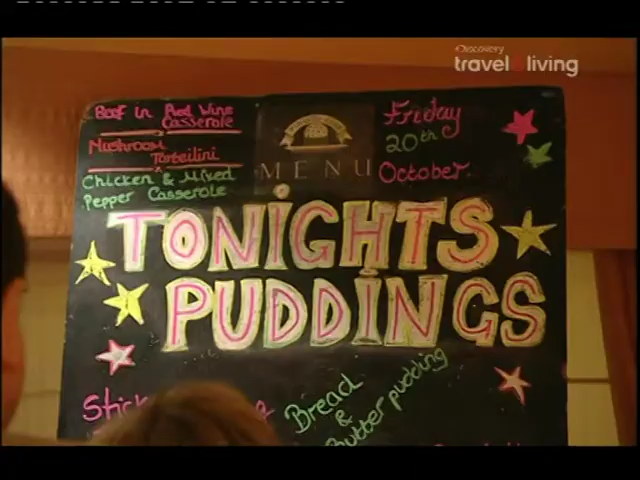 Discovery
travel & living
Beef in Red Wine
Casserole
Mushroom
Tortellini
Chicken & Mixed
Pepper Casserole
MENU
Friday
20th
October.
TONIGHTS
PUDDINGS
Bread
&
Butter pudding